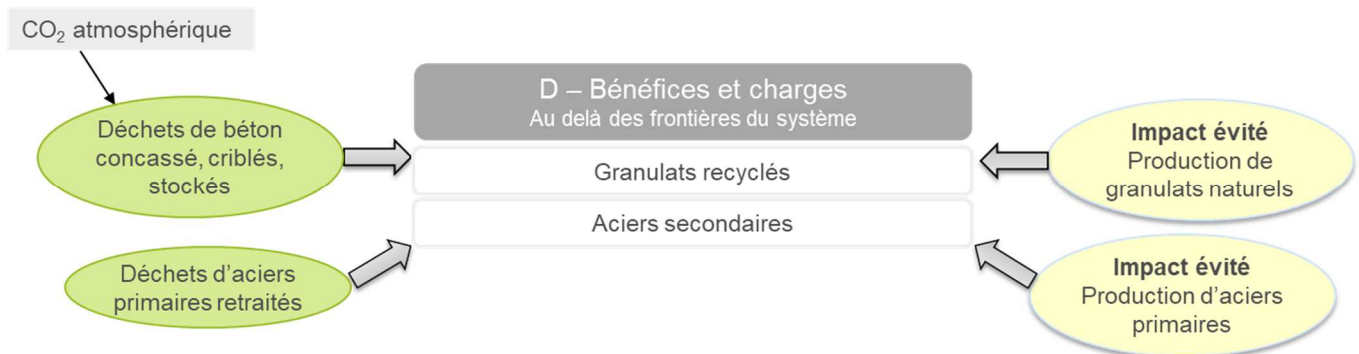 CO₂ atmosphérique
D – Bénéfices et charges
Au delà des frontières du système
Déchets de béton
concassé, criblés,
stockés
Granulats recyclés
Impact évité
Production de
granulats naturels
Aciers secondaires
Déchets d'aciers
primaires retraités
Impact évité
Production d'aciers
primaires